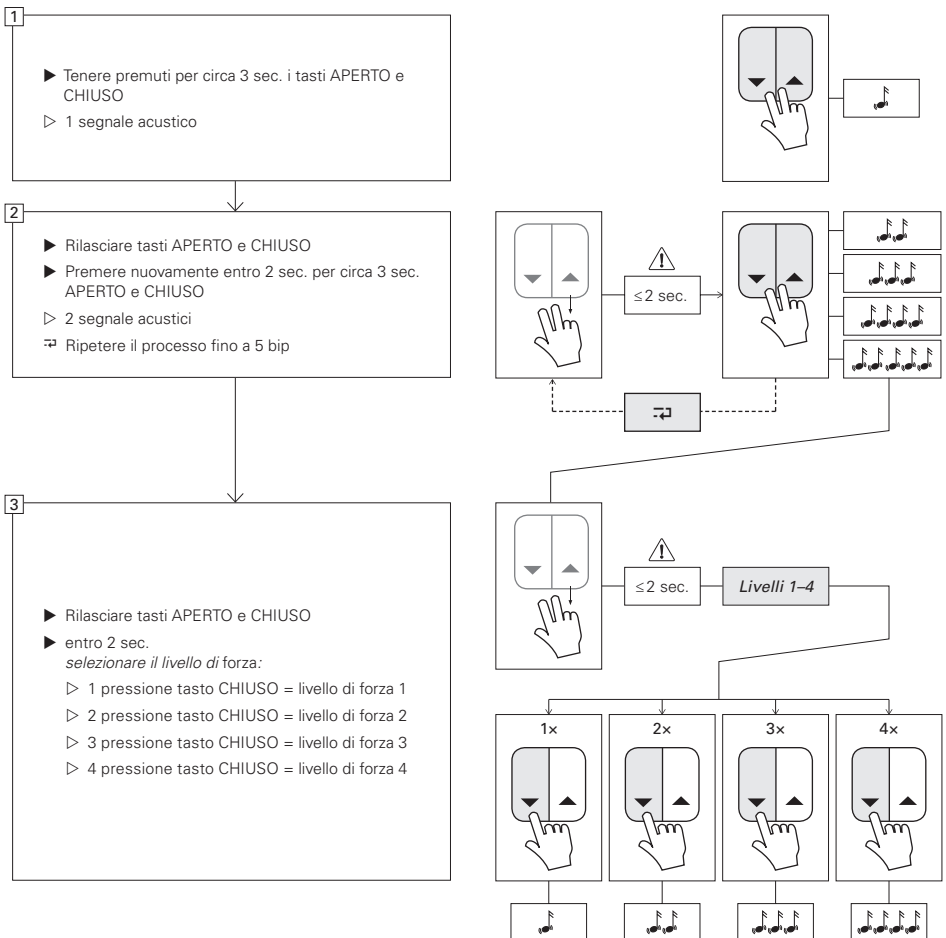 1
▶ Tenere premuti per circa 3 sec. i tasti APERTO e
CHIUSO
▷ 1 segnale acustico
2
▶ Rilasciare tasti APERTO e CHIUSO
▶ Premere nuovamente entro 2 sec. per circa 3 sec.
APERTO e CHIUSO
▷ 2 segnale acustici
Ripetere il processo fino a 5 bip
≤2 sec.
3
▶ Rilasciare tasti APERTO e CHIUSO
▶ entro 2 sec.
selezionare il livello di forza:
▷ 1 pressione tasto CHIUSO = livello di forza 1
▷ 2 pressione tasto CHIUSO = livello di forza 2
▷ 3 pressione tasto CHIUSO = livello di forza 3
▷ 4 pressione tasto CHIUSO = livello di forza 4
≤2 sec. Livelli 1–4
1× 2× 3× 4×